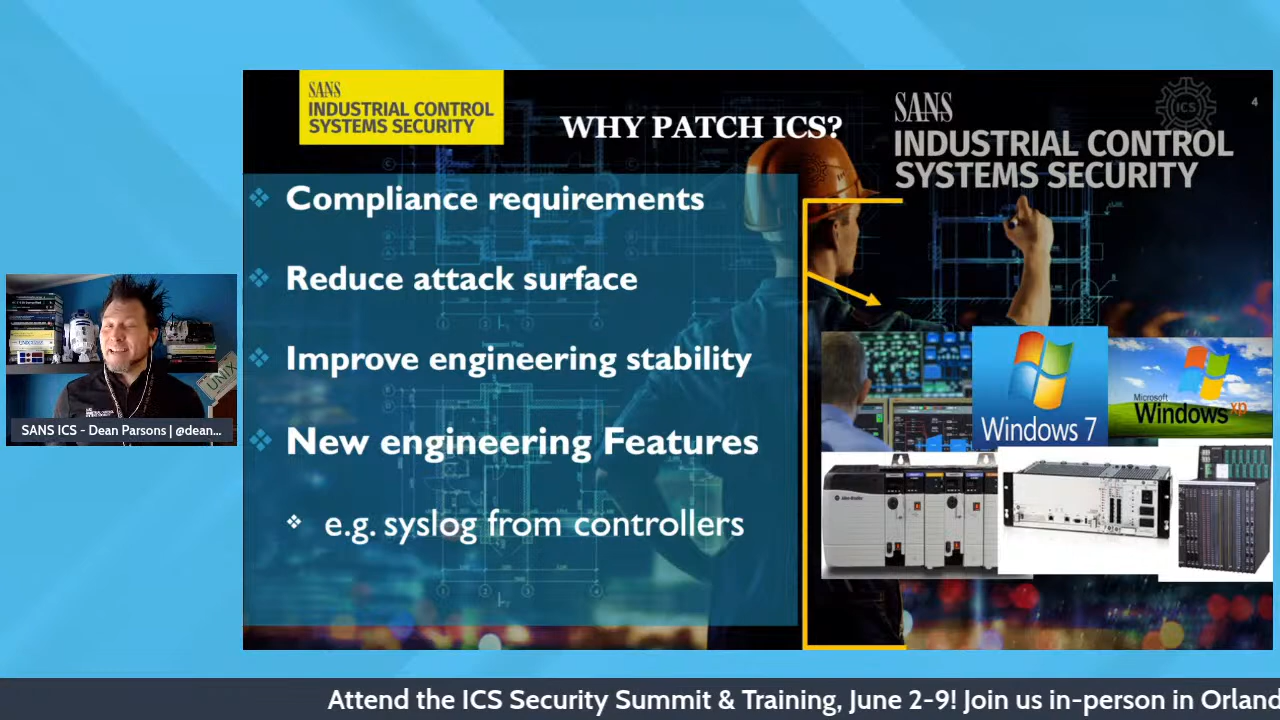 SANS
INDUSTRIAL CONTROL
SYSTEMS SECURITY
WHY PATCH ICS?
SANS
INDUSTRIAL CONTROL
SYSTEMS SECURITY
ICS
4
Compliance requirements
Reduce attack surface
Improve engineering stability
New engineering Features
e.g. syslog from controllers
Windows 7
Microsoft
Windows xp
UNIX
SANS ICS - Dean Parsons | @dean...
Attend the ICS Security Summit & Training, June 2-9! Join us in-person in Orland